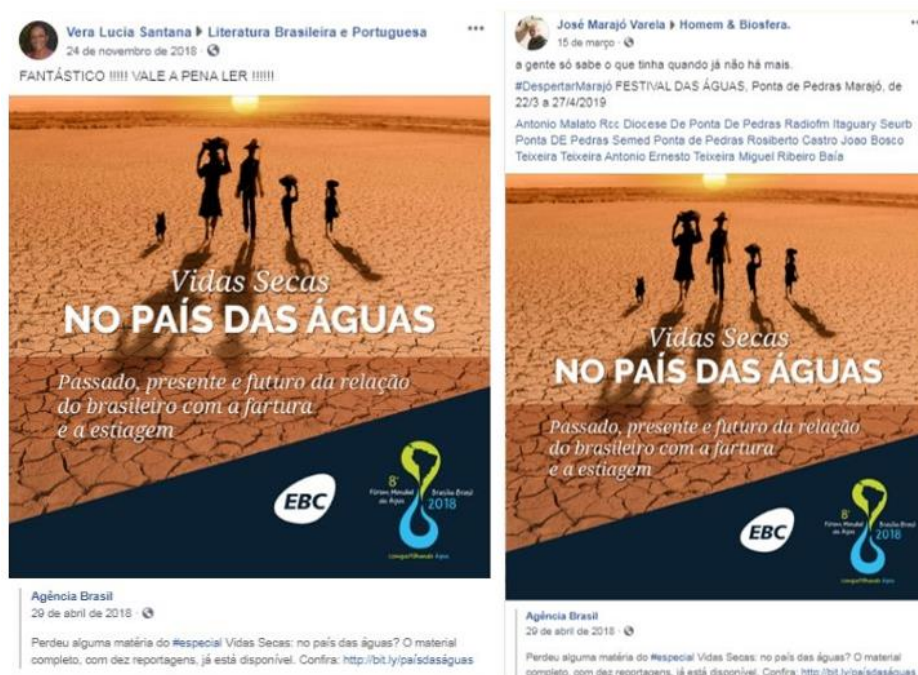 Vera Lucia Santana ▶ Literatura Brasileira e Portuguesa
24 de novembro de 2018 ·
FANTÁSTICO !!!!! VALE A PENA LER !!!!!!
Vidas Secas
NO PAÍS DAS ÁGUAS
Passado, presente e futuro da relação
do brasileiro com a fartura
e a estiagem
EBC
8º
Fórum Mundial
da Água
Brasília Brasil
2018
compartilhando água
Agência Brasil
29 de abril de 2018 ·
Perdeu alguma matéria do #especial Vidas Secas: no país das águas? O material
completo, com dez reportagens, já está disponível. Confira: http://bit.ly/paísdaságuas
José Marajó Varela ▶ Homem & Biosfera.
15 de março ·
a gente só sabe o que tinha quando já não há mais.
#DespertarMarajó FESTIVAL DAS ÁGUAS, Ponta de Pedras Marajó, de
22/3 a 27/4/2019
Antonio Malato Rcc Diocese De Ponta De Pedras Radiofm Itaguary Seurb
Ponta DE Pedras Semed Ponta de Pedras Rosiberto Castro Joao Bosco
Teixeira Teixeira Antonio Ernesto Teixeira Miguel Ribeiro Baía
Vidas Secas
NO PAÍS DAS ÁGUAS
Passado, presente e futuro da relação
do brasileiro com a fartura
e a estiagem
EBC
8º
Fórum Mundial
da Água
Brasília Brasil
2018
compartilhando água
Agência Brasil
29 de abril de 2018 ·
Perdeu alguma matéria do #especial Vidas Secas: no país das águas? O material
completo, com dez reportagens, já está disponível. Confira: http://bit.ly/paísdaságuas